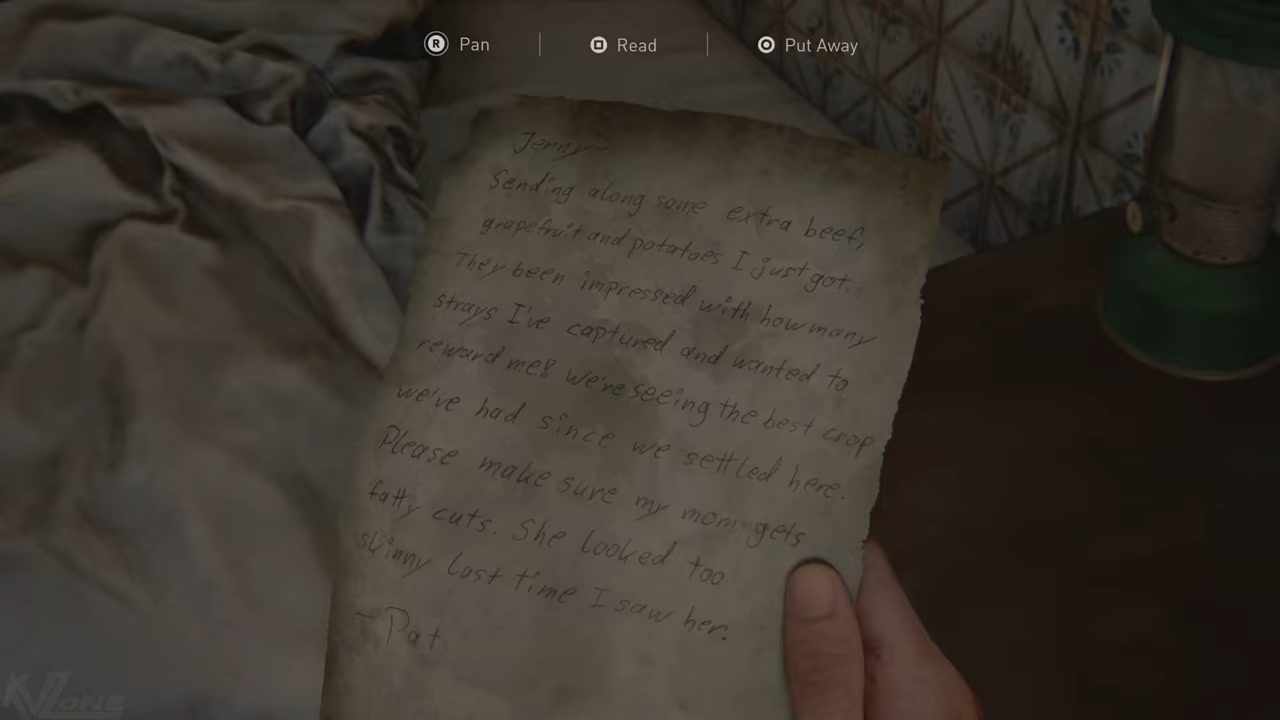 R Pan | Read | Put Away
Jenny-
Sending along some extra beef,
grapefruit and potatoes I just got.
They been impressed with how many
strays I've captured and wanted to
reward me!! We're seeing the best crop
we've had since we settled here.
Please make sure my mom gets
fatty cuts. She looked too
skinny last time I saw her.
-Pat
KVZONE